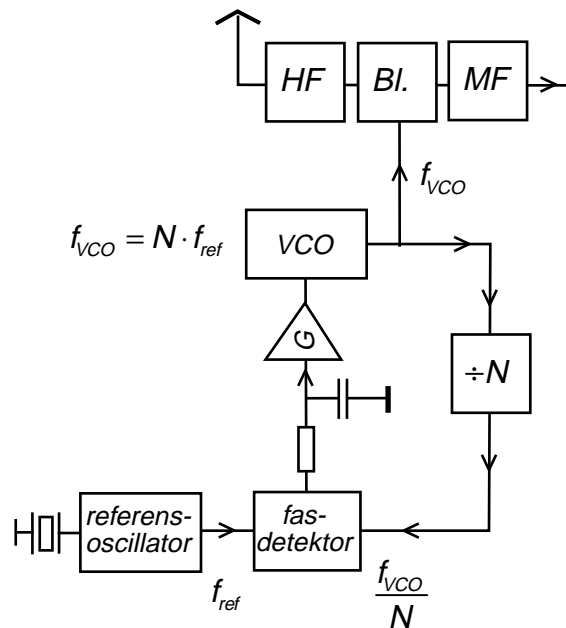 HF
Bl.
MF
f_VCO
f_VCO = N · f_ref
VCO
G
÷N
referens-
oscillator
fas-
detektor
f_ref
f_VCO
N